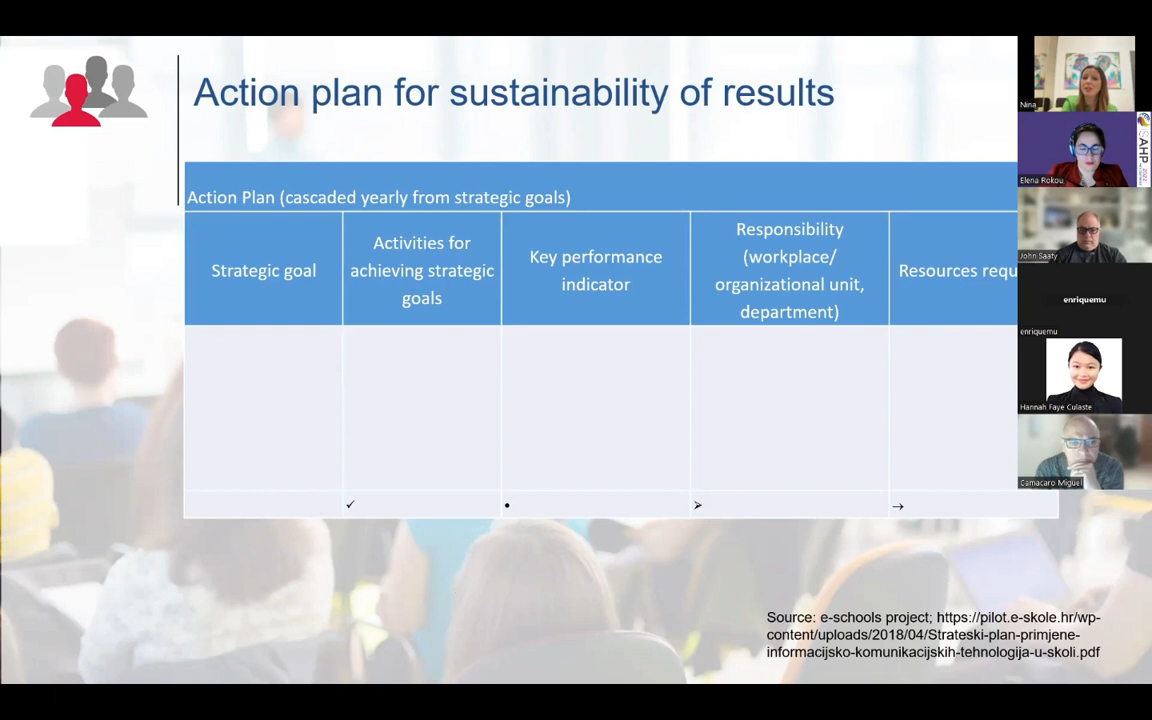 Action plan for sustainability of results
Action Plan (cascaded yearly from strategic goals)
Strategic goal
Activities for
achieving strategic
goals
Key performance
indicator
Responsibility
(workplace/
organizational unit,
department)
Resources requ
Source: e-schools project; https://pilot.e-skole.hr/wp-
content/uploads/2018/04/Strateski-plan-primjene-
informacijsko-komunikacijskih-tehnologija-u-skoli.pdf
Nina
AHP
Elena Rokou
John Saaty
enriquemu
enriquemu
Hannah Faye Culaste
Camacaro Miguel